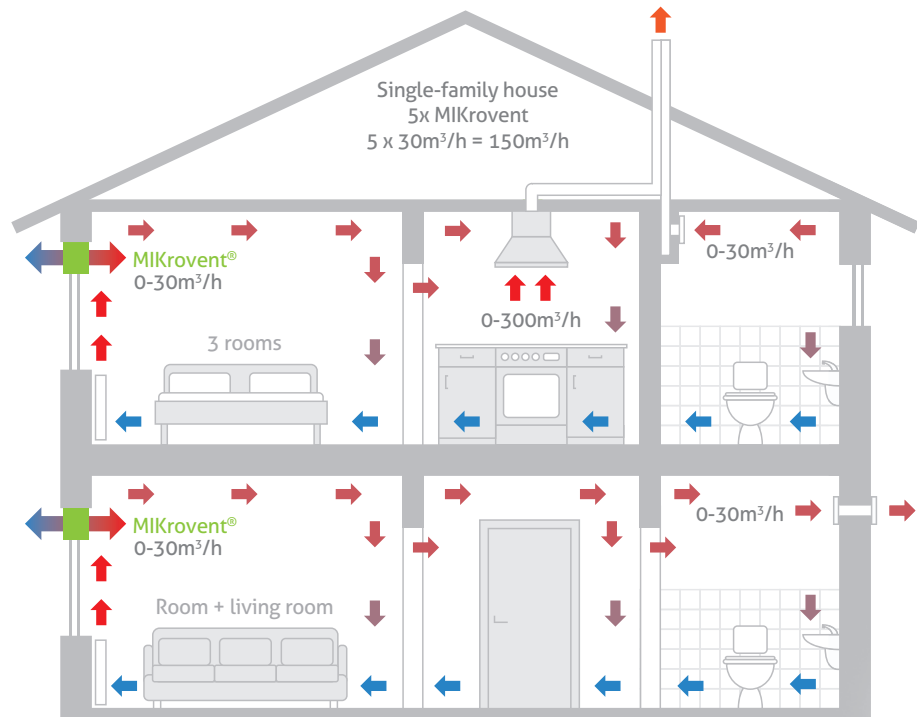 Single-family house
5x MIKrovent
5 x 30m³/h = 150m³/h
MIKrovent®
0-30m³/h
0-30m³/h
0-300m³/h
3 rooms
MIKrovent®
0-30m³/h
0-30m³/h
Room + living room